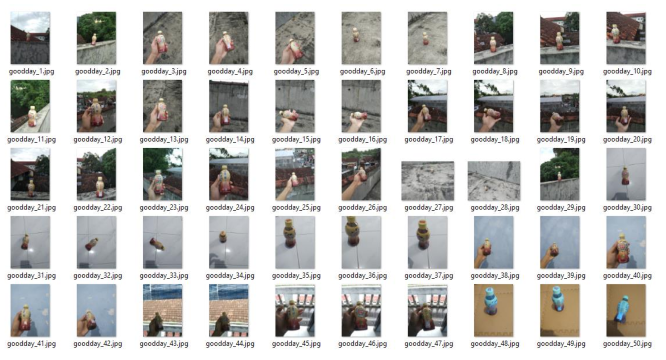 goodday_1.jpg goodday_2.jpg goodday_3.jpg goodday_4.jpg goodday_5.jpg goodday_6.jpg goodday_7.jpg goodday_8.jpg goodday_9.jpg goodday_10.jpg
goodday_11.jpg goodday_12.jpg goodday_13.jpg goodday_14.jpg goodday_15.jpg goodday_16.jpg goodday_17.jpg goodday_18.jpg goodday_19.jpg goodday_20.jpg
goodday_21.jpg goodday_22.jpg goodday_23.jpg goodday_24.jpg goodday_25.jpg goodday_26.jpg goodday_27.jpg goodday_28.jpg goodday_29.jpg goodday_30.jpg
goodday_31.jpg goodday_32.jpg goodday_33.jpg goodday_34.jpg goodday_35.jpg goodday_36.jpg goodday_37.jpg goodday_38.jpg goodday_39.jpg goodday_40.jpg
goodday_41.jpg goodday_42.jpg goodday_43.jpg goodday_44.jpg goodday_45.jpg goodday_46.jpg goodday_47.jpg goodday_48.jpg goodday_49.jpg goodday_50.jpg